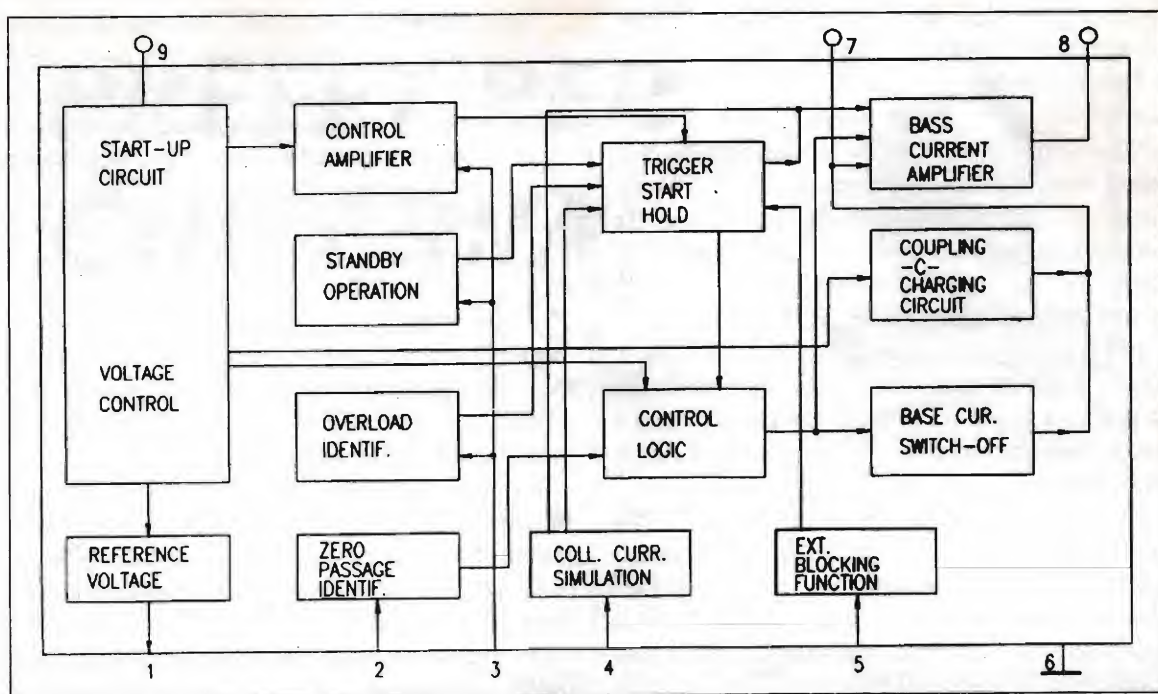 9
7
8
START-UP
CIRCUIT
VOLTAGE
CONTROL
CONTROL
AMPLIFIER
TRIGGER
START
HOLD
BASS
CURRENT
AMPLIFIER
STANDBY
OPERATION
COUPLING
-C-
CHARGING
CIRCUIT
OVERLOAD
IDENTIF.
CONTROL
LOGIC
BASE CUR.
SWITCH-OFF
REFERENCE
VOLTAGE
ZERO
PASSAGE
IDENTIF.
COLL. CURR.
SIMULATION
EXT.
BLOCKING
FUNCTION
1
2
3
4
5
6